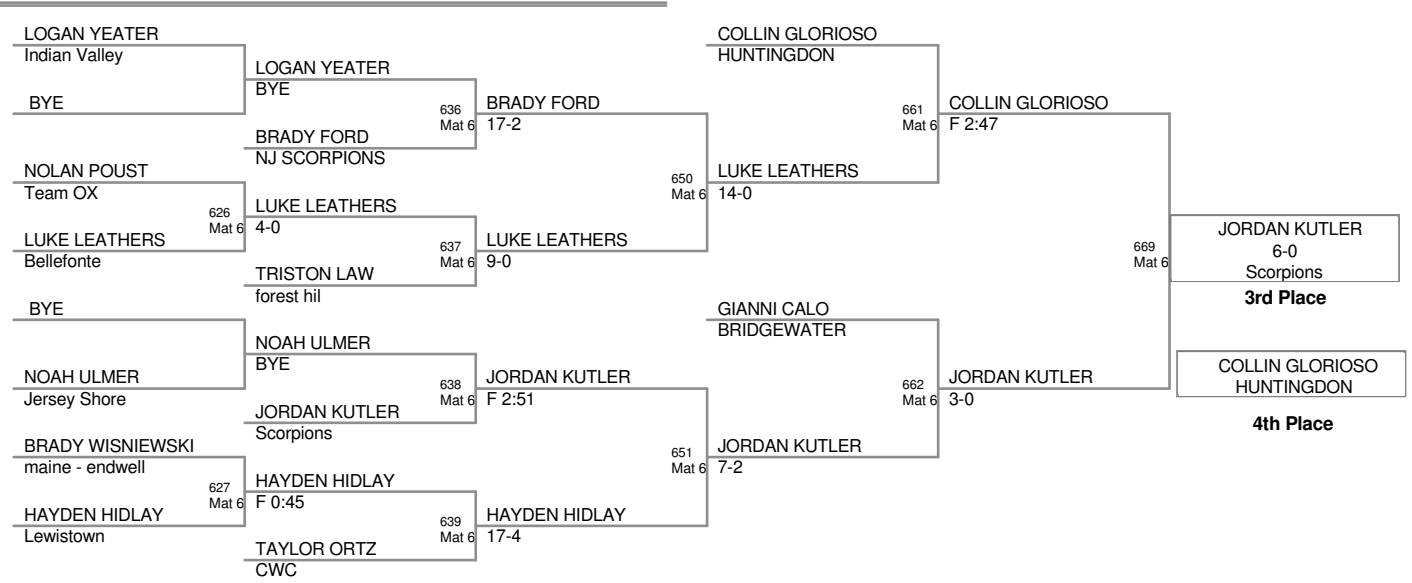 LOGAN YEATER
Indian Valley
BYE
NOLAN POUST
Team OX
LUKE LEATHERS
Bellefonte
BYE
NOAH ULMER
Jersey Shore
BRADY WISNIEWSKI
maine - endwell
HAYDEN HIDLAY
Lewistown
626
Mat 6
627
Mat 6
LOGAN YEATER
BYE
BRADY FORD
NJ SCORPIONS
LUKE LEATHERS
4-0
TRISTON LAW
forest hil
NOAH ULMER
BYE
JORDAN KUTLER
Scorpions
HAYDEN HIDLAY
F 0:45
TAYLOR ORTZ
CWC
636
Mat 6
637
Mat 6
638
Mat 6
639
Mat 6
BRADY FORD
17-2
LUKE LEATHERS
9-0
JORDAN KUTLER
F 2:51
HAYDEN HIDLAY
17-4
650
Mat 6
651
Mat 6
COLLIN GLORIOSO
HUNTINGDON
LUKE LEATHERS
14-0
GIANNI CALO
BRIDGEWATER
JORDAN KUTLER
7-2
661
Mat 6
662
Mat 6
COLLIN GLORIOSO
F 2:47
JORDAN KUTLER
3-0
669
Mat 6
JORDAN KUTLER
6-0
Scorpions
3rd Place
COLLIN GLORIOSO
HUNTINGDON
4th Place